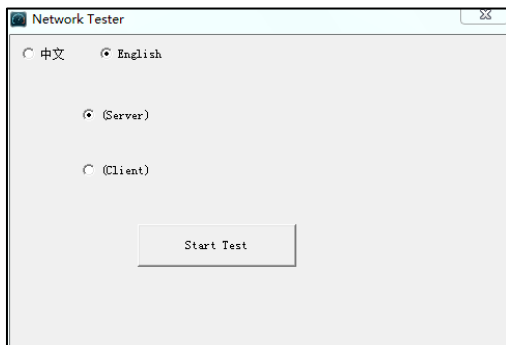 Network Tester
中文 English
(Server)
(Client)
Start Test